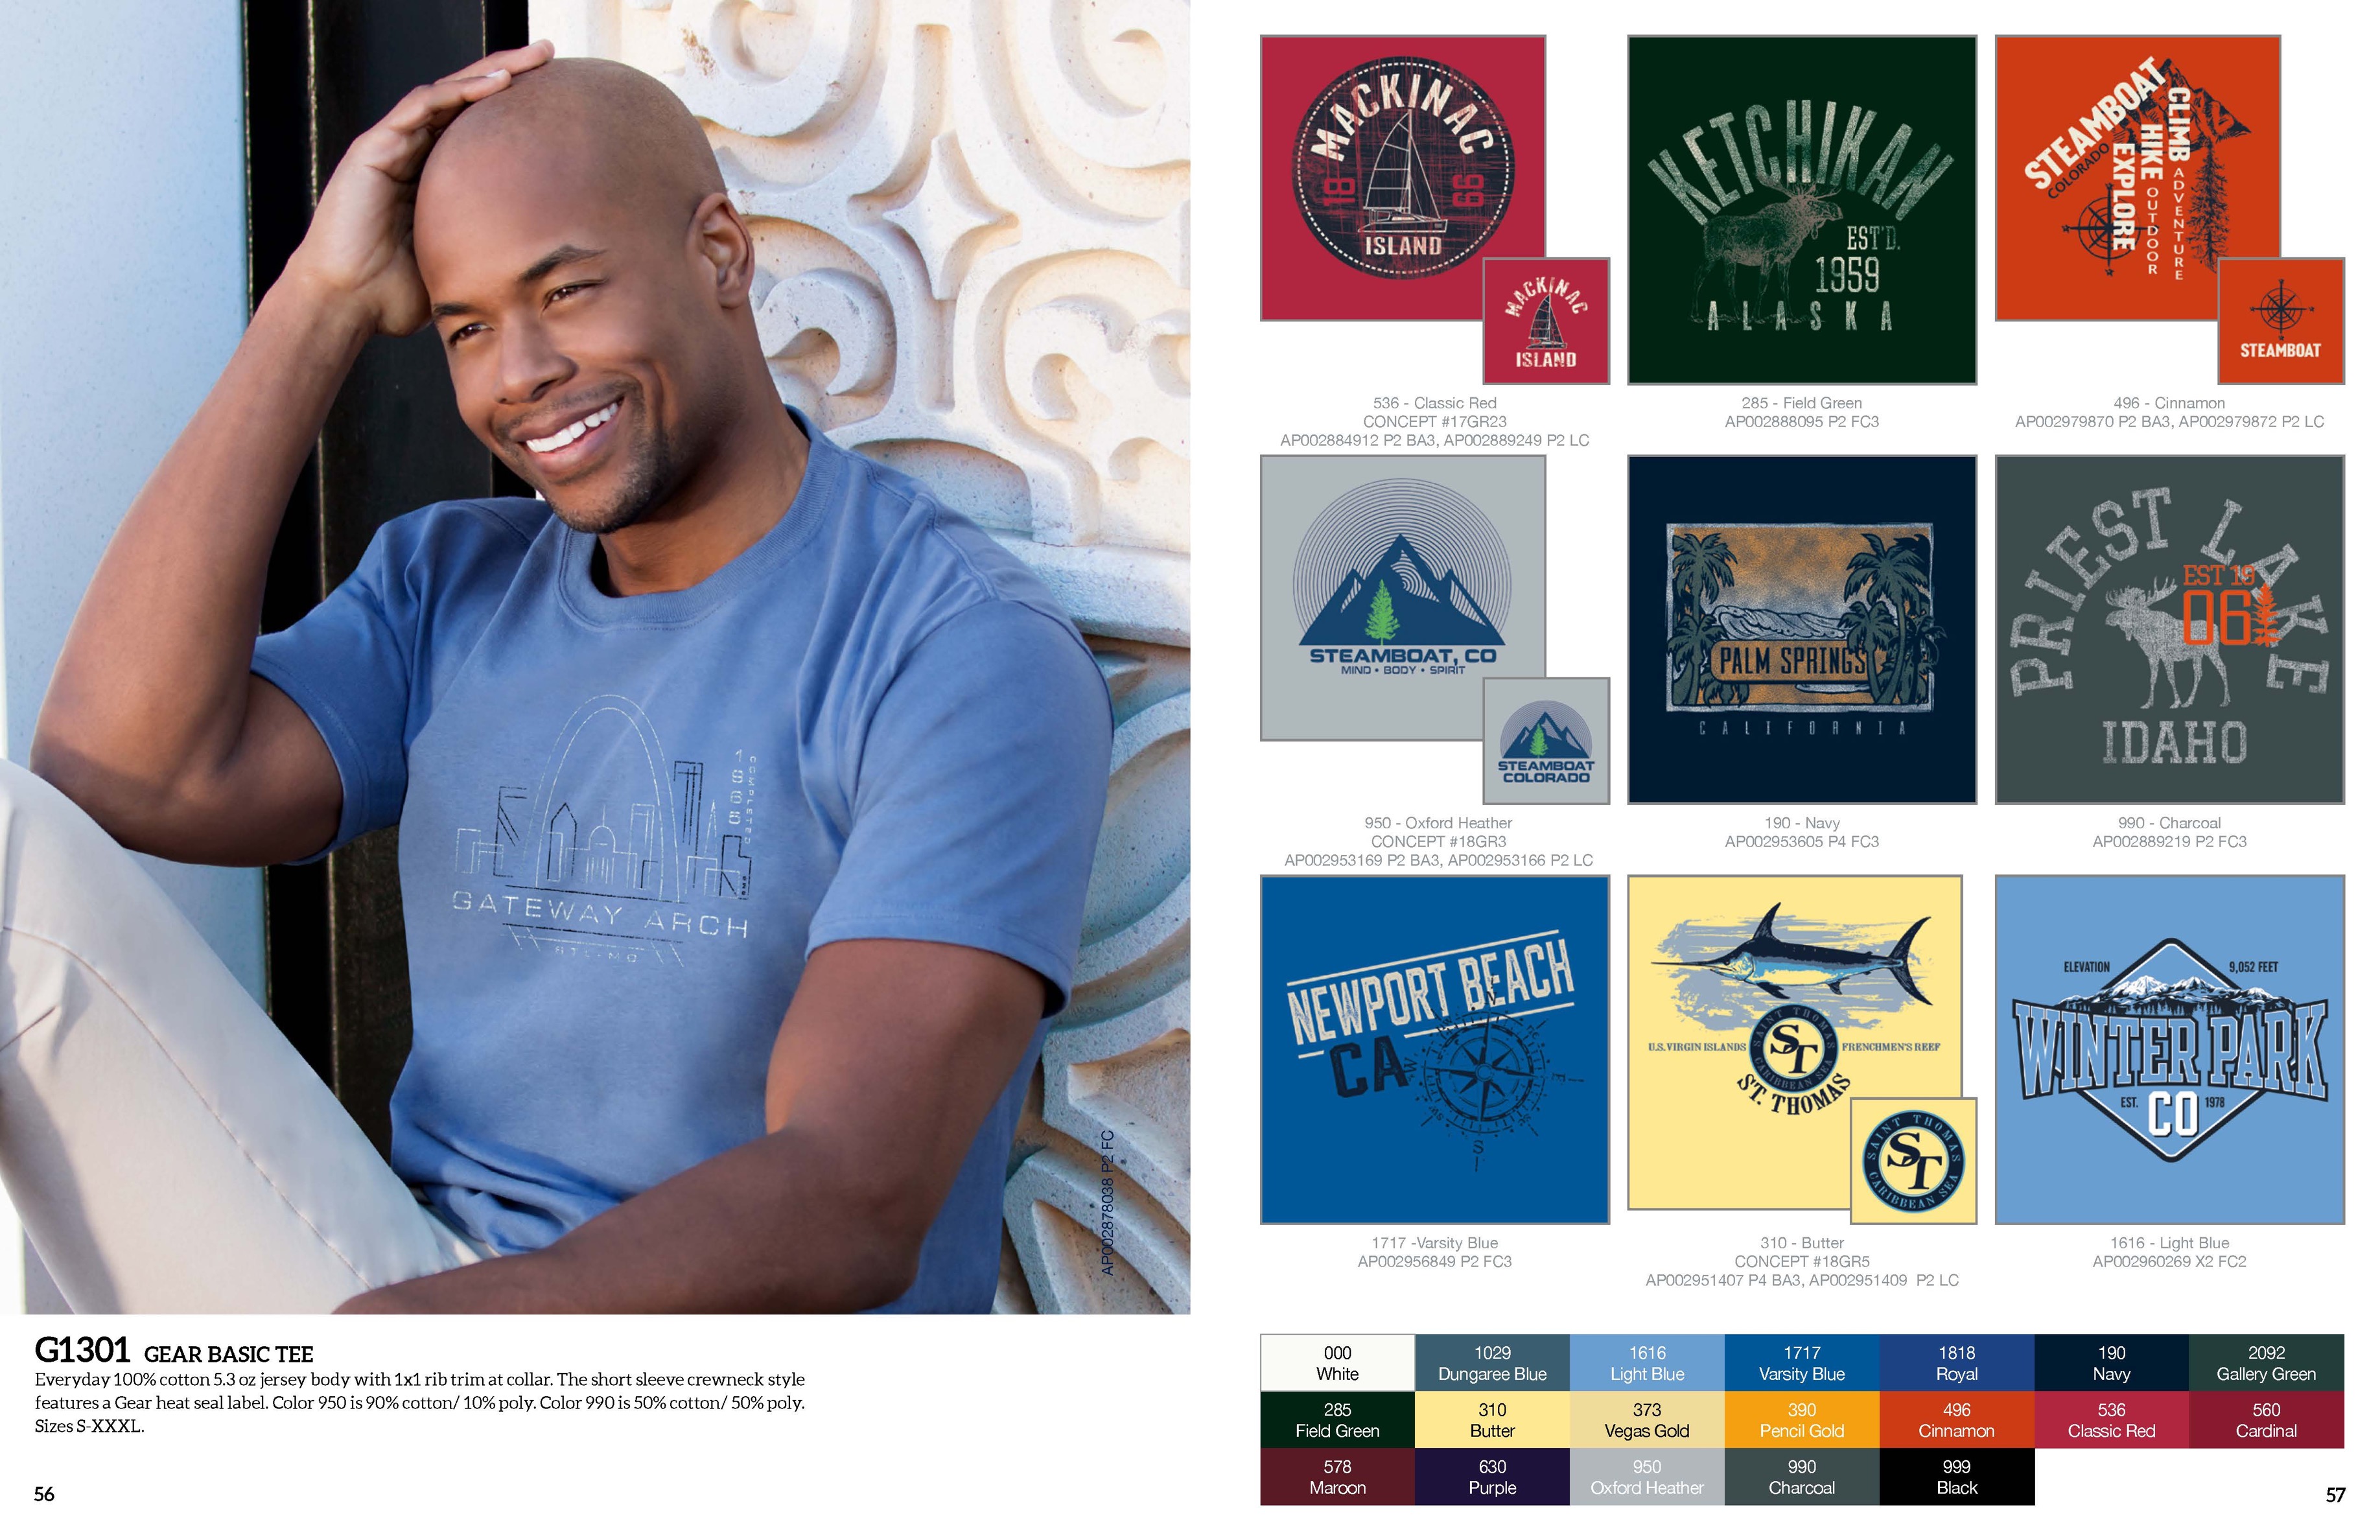 GATEWAY ARCH
1965
COMPLETED
STL-MO
AP002878038 P2 FC
G1301 GEAR BASIC TEE
Everyday 100% cotton 5.3 oz jersey body with 1x1 rib trim at collar. The short sleeve crewneck style
features a Gear heat seal label. Color 950 is 90% cotton/ 10% poly. Color 990 is 50% cotton/ 50% poly.
Sizes S-XXXL.
56
MACKINAC
18 99
ISLAND
MACKINAC
ISLAND
536 - Classic Red
CONCEPT #17GR23
AP002884912 P2 BA3, AP002889249 P2 LC
KETCHIKAN
EST'D.
1959
ALASKA
285 - Field Green
AP002888095 P2 FC3
STEAMBOAT
COLORADO
CLIMB ADVENTURE
HIKE OUTDOOR
EXPLORE
STEAMBOAT
496 - Cinnamon
AP002979870 P2 BA3, AP002979872 P2 LC
STEAMBOAT, CO
MIND • BODY • SPIRIT
STEAMBOAT
COLORADO
950 - Oxford Heather
CONCEPT #18GR3
AP002953169 P2 BA3, AP002953166 P2 LC
PALM SPRINGS
CALIFORNIA
190 - Navy
AP002953605 P4 FC3
PRIEST LAKE
EST 19
06
IDAHO
990 - Charcoal
AP002889219 P2 FC3
NEWPORT BEACH
CA
N
W
E
S
1717 -Varsity Blue
AP002956849 P2 FC3
SAINT THOMAS
U.S. VIRGIN ISLANDS ST FRENCHMEN'S REEF
CARIBBEAN SEA
ST. THOMAS
SAINT THOMAS
ST
CARIBBEAN SEA
310 - Butter
CONCEPT #18GR5
AP002951407 P4 BA3, AP002951409 P2 LC
ELEVATION 9,052 FEET
WINTER PARK
EST. CO 1978
1616 - Light Blue
AP002960269 X2 FC2
000 1029 1616 1717 1818 190 2092
White Dungaree Blue Light Blue Varsity Blue Royal Navy Gallery Green
285 310 373 390 496 536 560
Field Green Butter Vegas Gold Pencil Gold Cinnamon Classic Red Cardinal
578 630 950 990 999
Maroon Purple Oxford Heather Charcoal Black
57